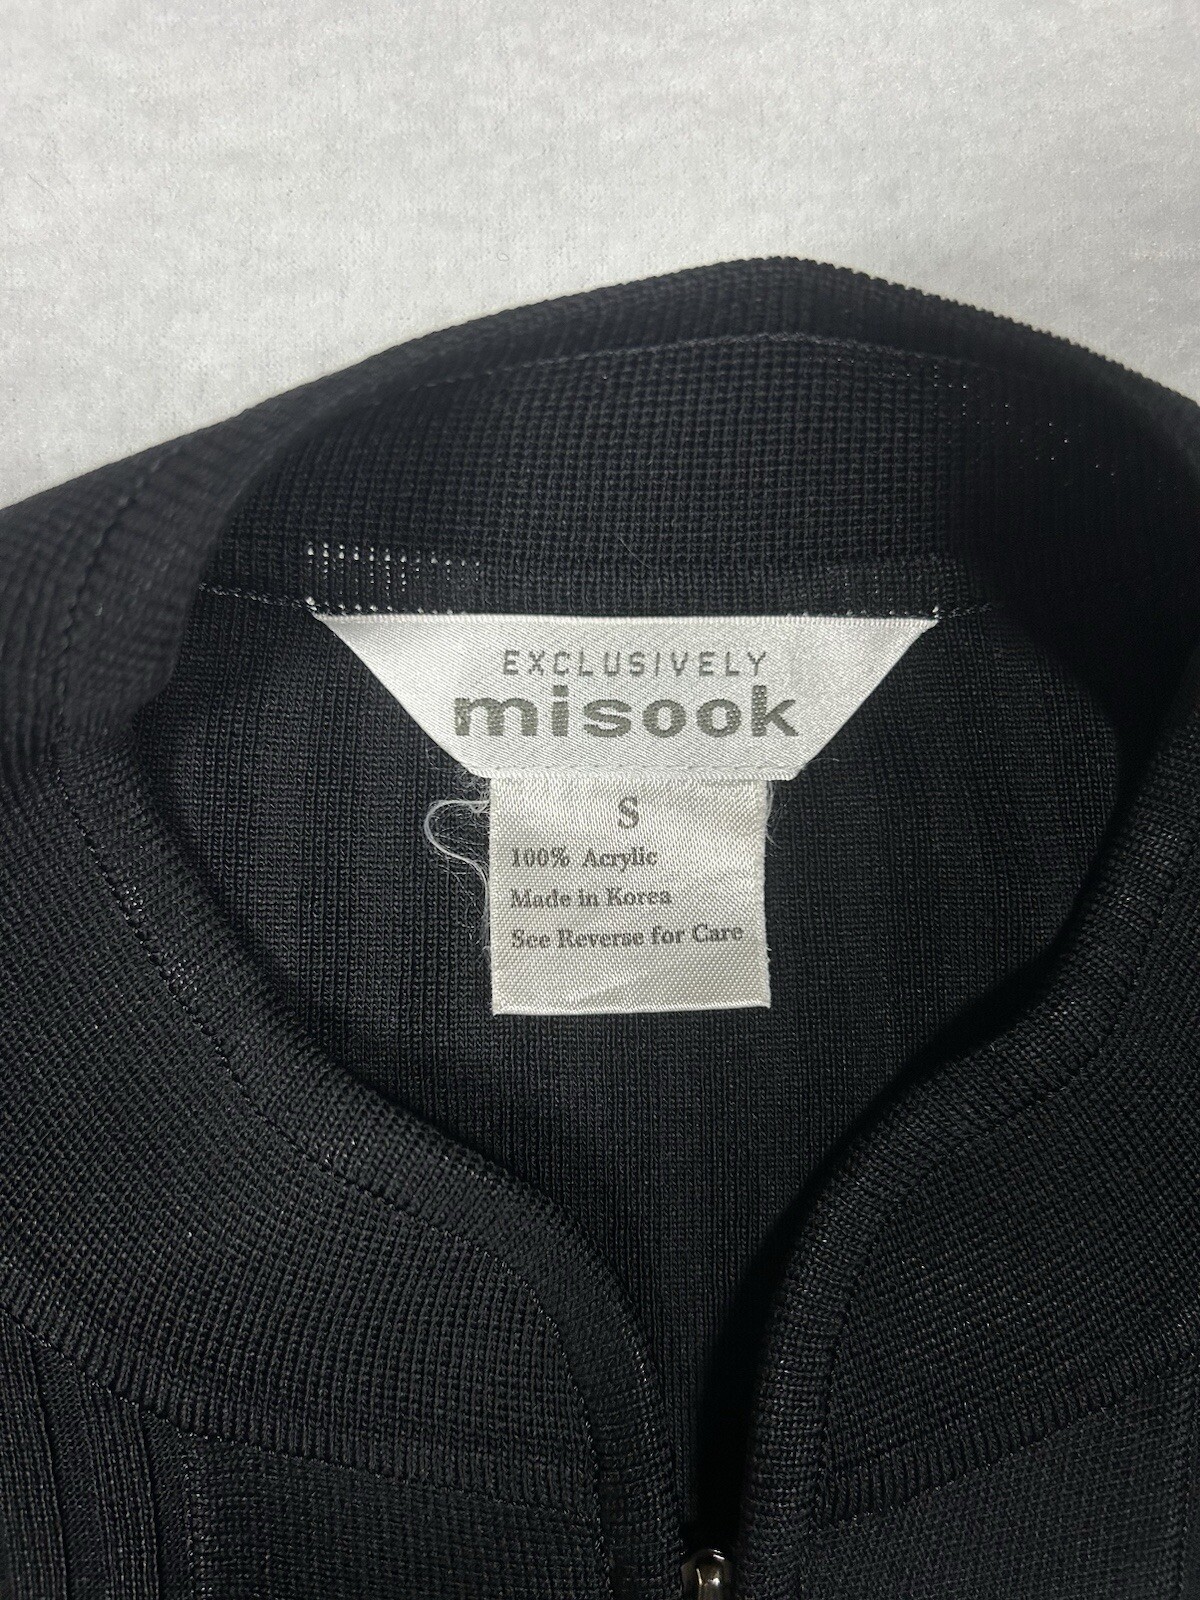 EXCLUSIVELY
misook
S
100% Acrylic
Made in Korea
See Reverse for Care